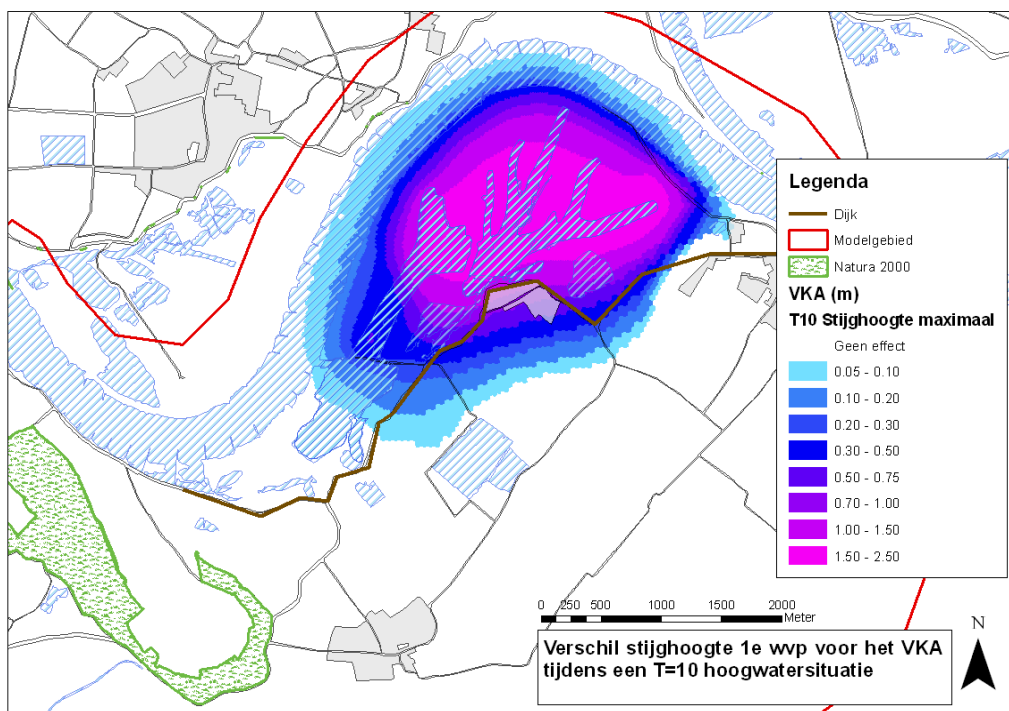 Legenda
Dijk
Modelgebied
Natura 2000
VKA (m)
T10 Stijghoogte maximaal
Geen effect
0.05 - 0.10
0.10 - 0.20
0.20 - 0.30
0.30 - 0.50
0.50 - 0.75
0.70 - 1.00
1.00 - 1.50
1.50 - 2.50
0 250 500 1000 1500 2000
Meter
N
Verschil stijghoogte 1e wvp voor het VKA
tijdens een T=10 hoogwatersituatie